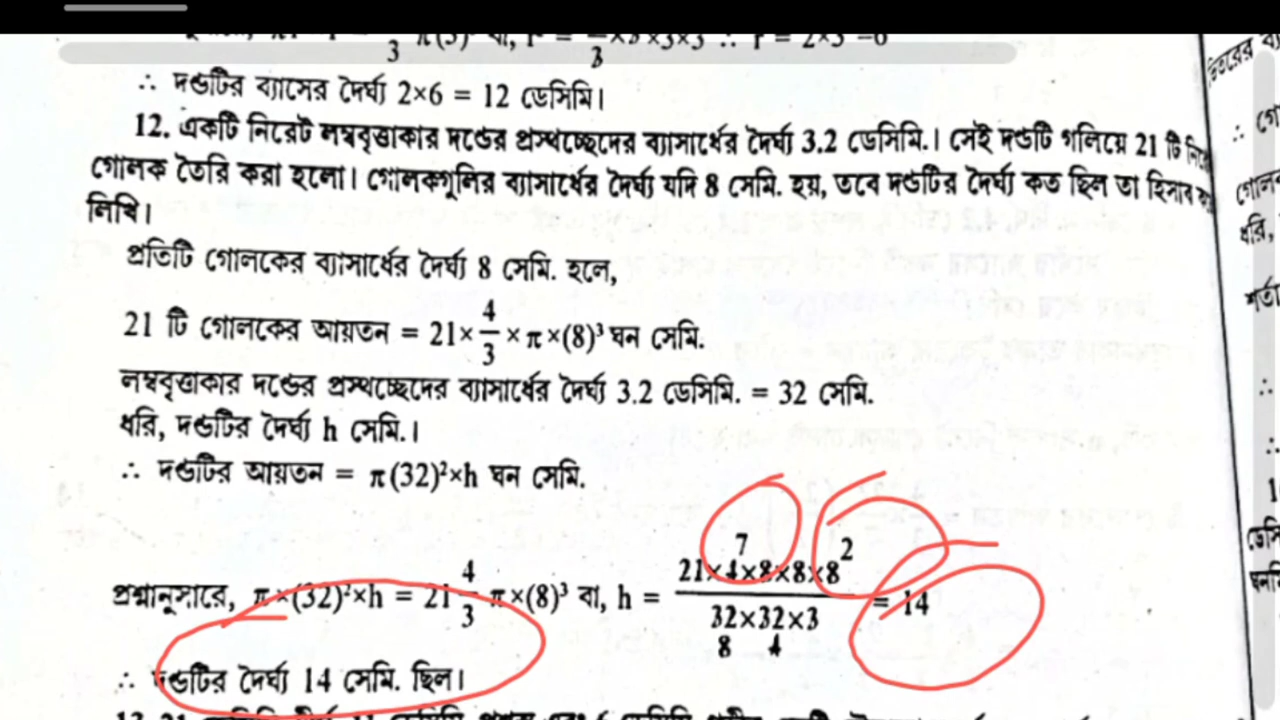 ∴ দণ্ডটির ব্যাসের দৈর্ঘ্য 2×6 = 12 ডেসিমি।
12. একটি নিরেট লম্ববৃত্তাকার দণ্ডের প্রস্থচ্ছেদের ব্যাসার্ধের দৈর্ঘ্য 3.2 ডেসিমি.। সেই দণ্ডটি গলিয়ে 21 টি
গোলক তৈরি করা হলো। গোলকগুলির ব্যাসার্ধের দৈর্ঘ্য যদি 8 সেমি. হয়, তবে দণ্ডটির দৈর্ঘ্য কত ছিল তা হিসাব
লিখি।
প্রতিটি গোলকের ব্যাসার্ধের দৈর্ঘ্য 8 সেমি. হলে,
21 টি গোলকের আয়তন = 21×4/3×π×(8)³ ঘন সেমি.
লম্ববৃত্তাকার দণ্ডের প্রস্থচ্ছেদের ব্যাসার্ধের দৈর্ঘ্য 3.2 ডেসিমি. = 32 সেমি.
ধরি, দণ্ডটির দৈর্ঘ্য h সেমি.।
∴ দণ্ডটির আয়তন = π(32)²×h ঘন সেমি.
7 2
21×4×8×8×8
প্রশ্নানুসারে, π×(32)²×h = 21 4/3 π×(8)³ বা, h = = 14
32×32×3
8 4
∴ দণ্ডটির দৈর্ঘ্য 14 সেমি. ছিল।